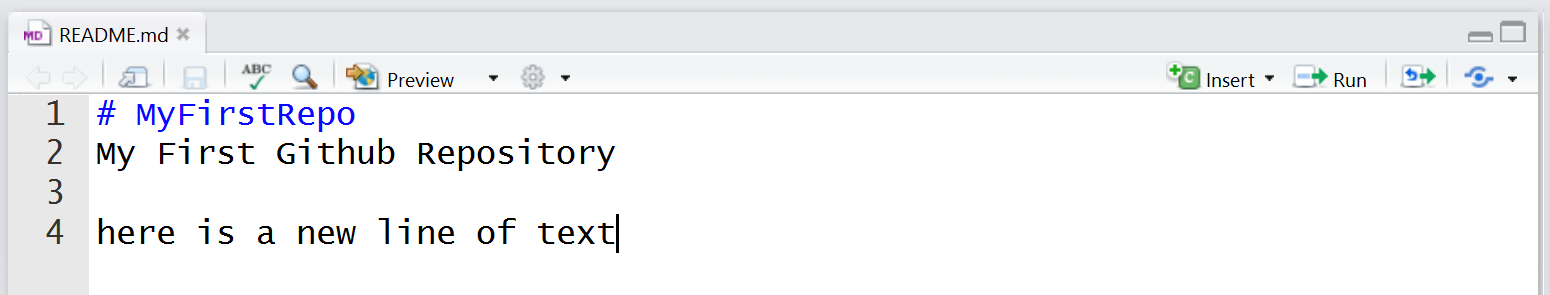 MD README.md
ABC Preview Insert Run
1 # MyFirstRepo
2 My First Github Repository
3
4 here is a new line of text